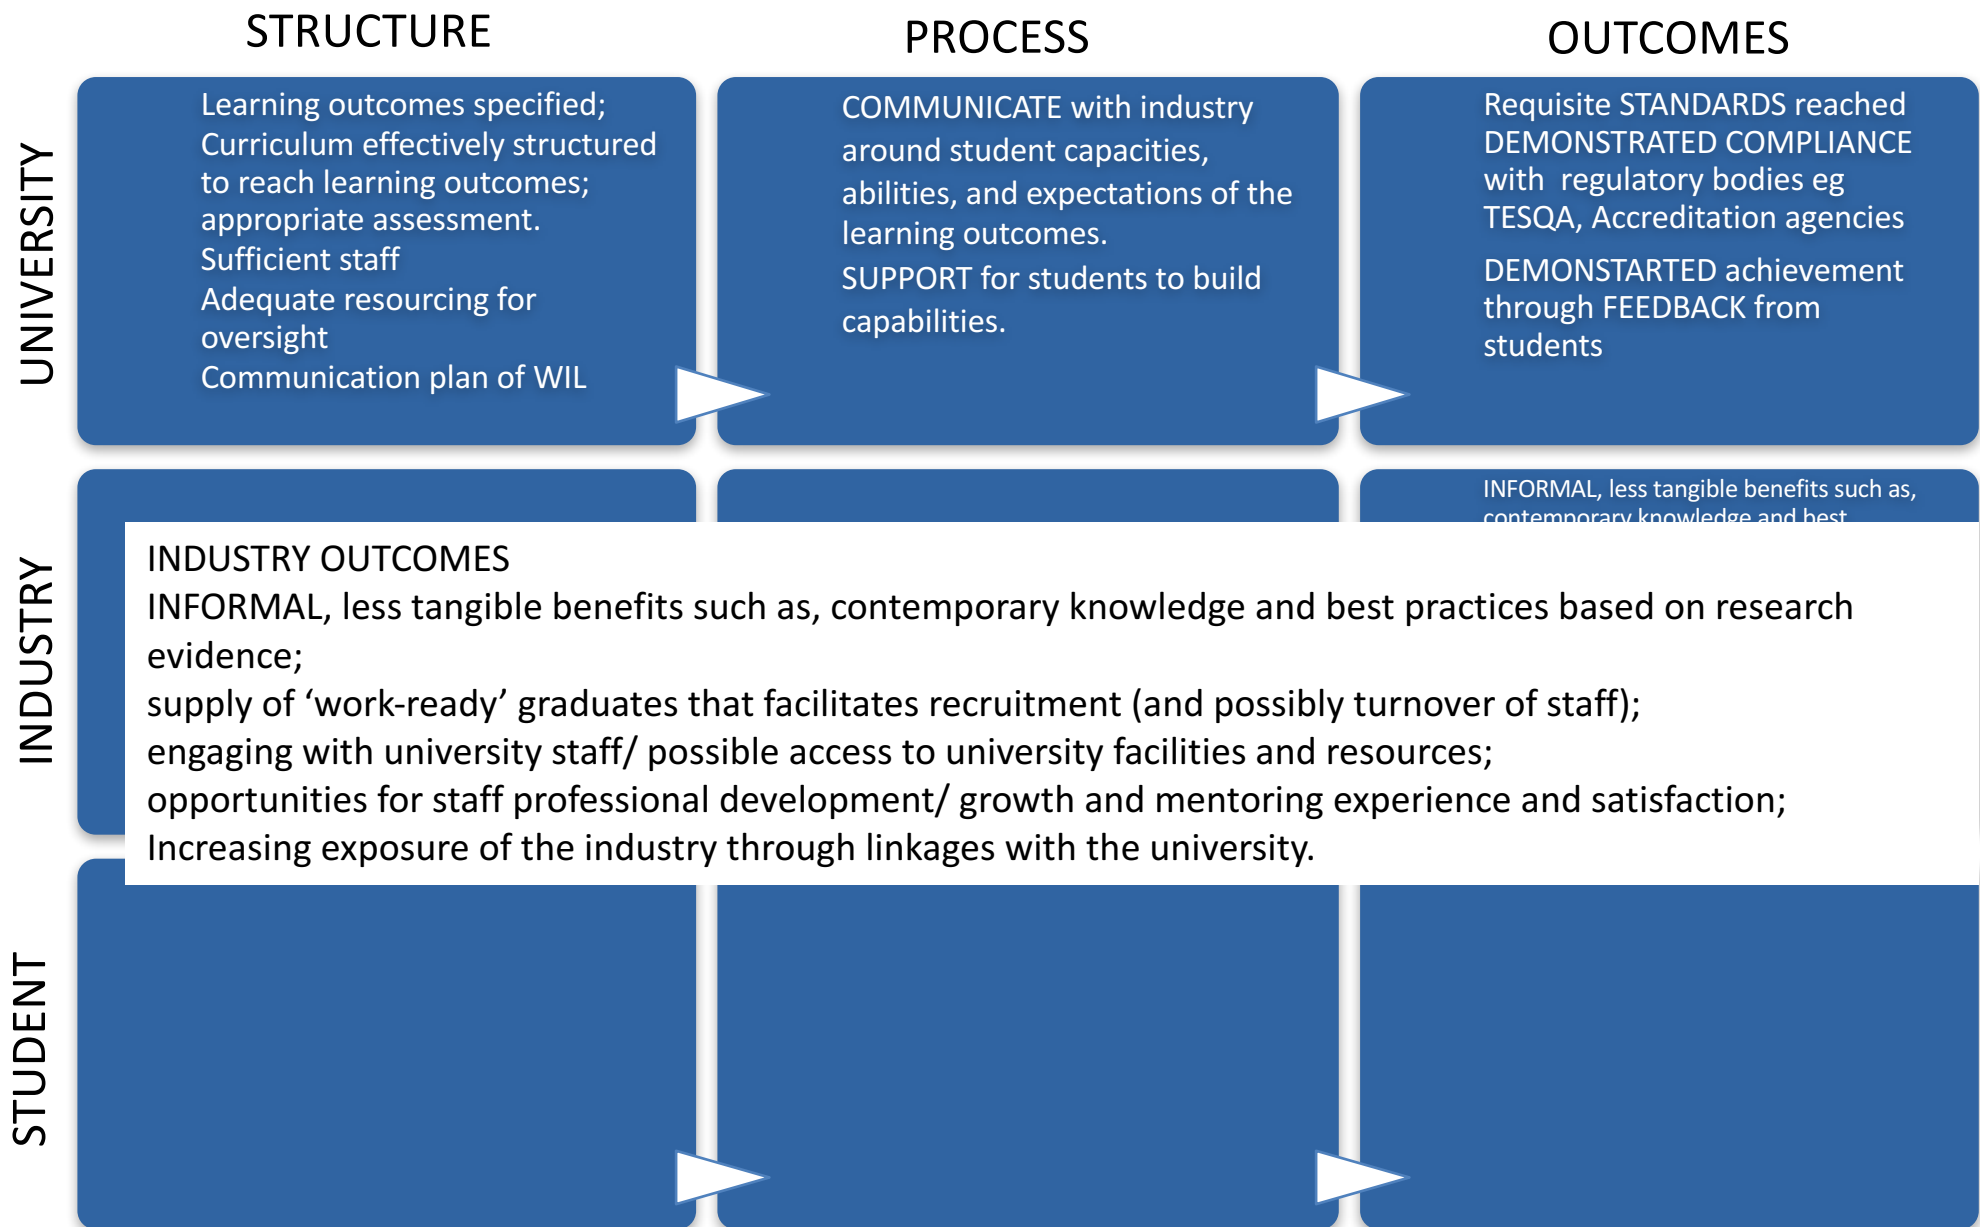 STRUCTURE
PROCESS
OUTCOMES
UNIVERSITY
Learning outcomes specified;
Curriculum effectively structured
to reach learning outcomes;
appropriate assessment.
Sufficient staff
Adequate resourcing for
oversight
Communication plan of WIL
COMMUNICATE with industry
around student capacities,
abilities, and expectations of the
learning outcomes.
SUPPORT for students to build
capabilities.
Requisite STANDARDS reached
DEMONSTRATED COMPLIANCE
with regulatory bodies eg
TESQA, Accreditation agencies
DEMONSTARTED achievement
through FEEDBACK from
students
INDUSTRY
INFORMAL, less tangible benefits such as,
contemporary knowledge and best
INDUSTRY OUTCOMES
INFORMAL, less tangible benefits such as, contemporary knowledge and best practices based on research
evidence;
supply of ‘work-ready’ graduates that facilitates recruitment (and possibly turnover of staff);
engaging with university staff/ possible access to university facilities and resources;
opportunities for staff professional development/ growth and mentoring experience and satisfaction;
Increasing exposure of the industry through linkages with the university.
STUDENT